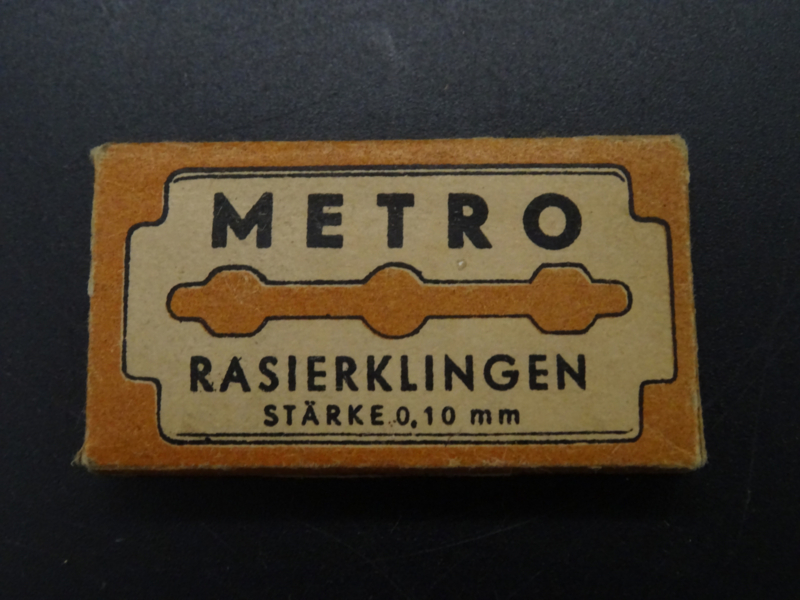 METRO
RASIERKLINGEN
STÄRKE 0,10 mm